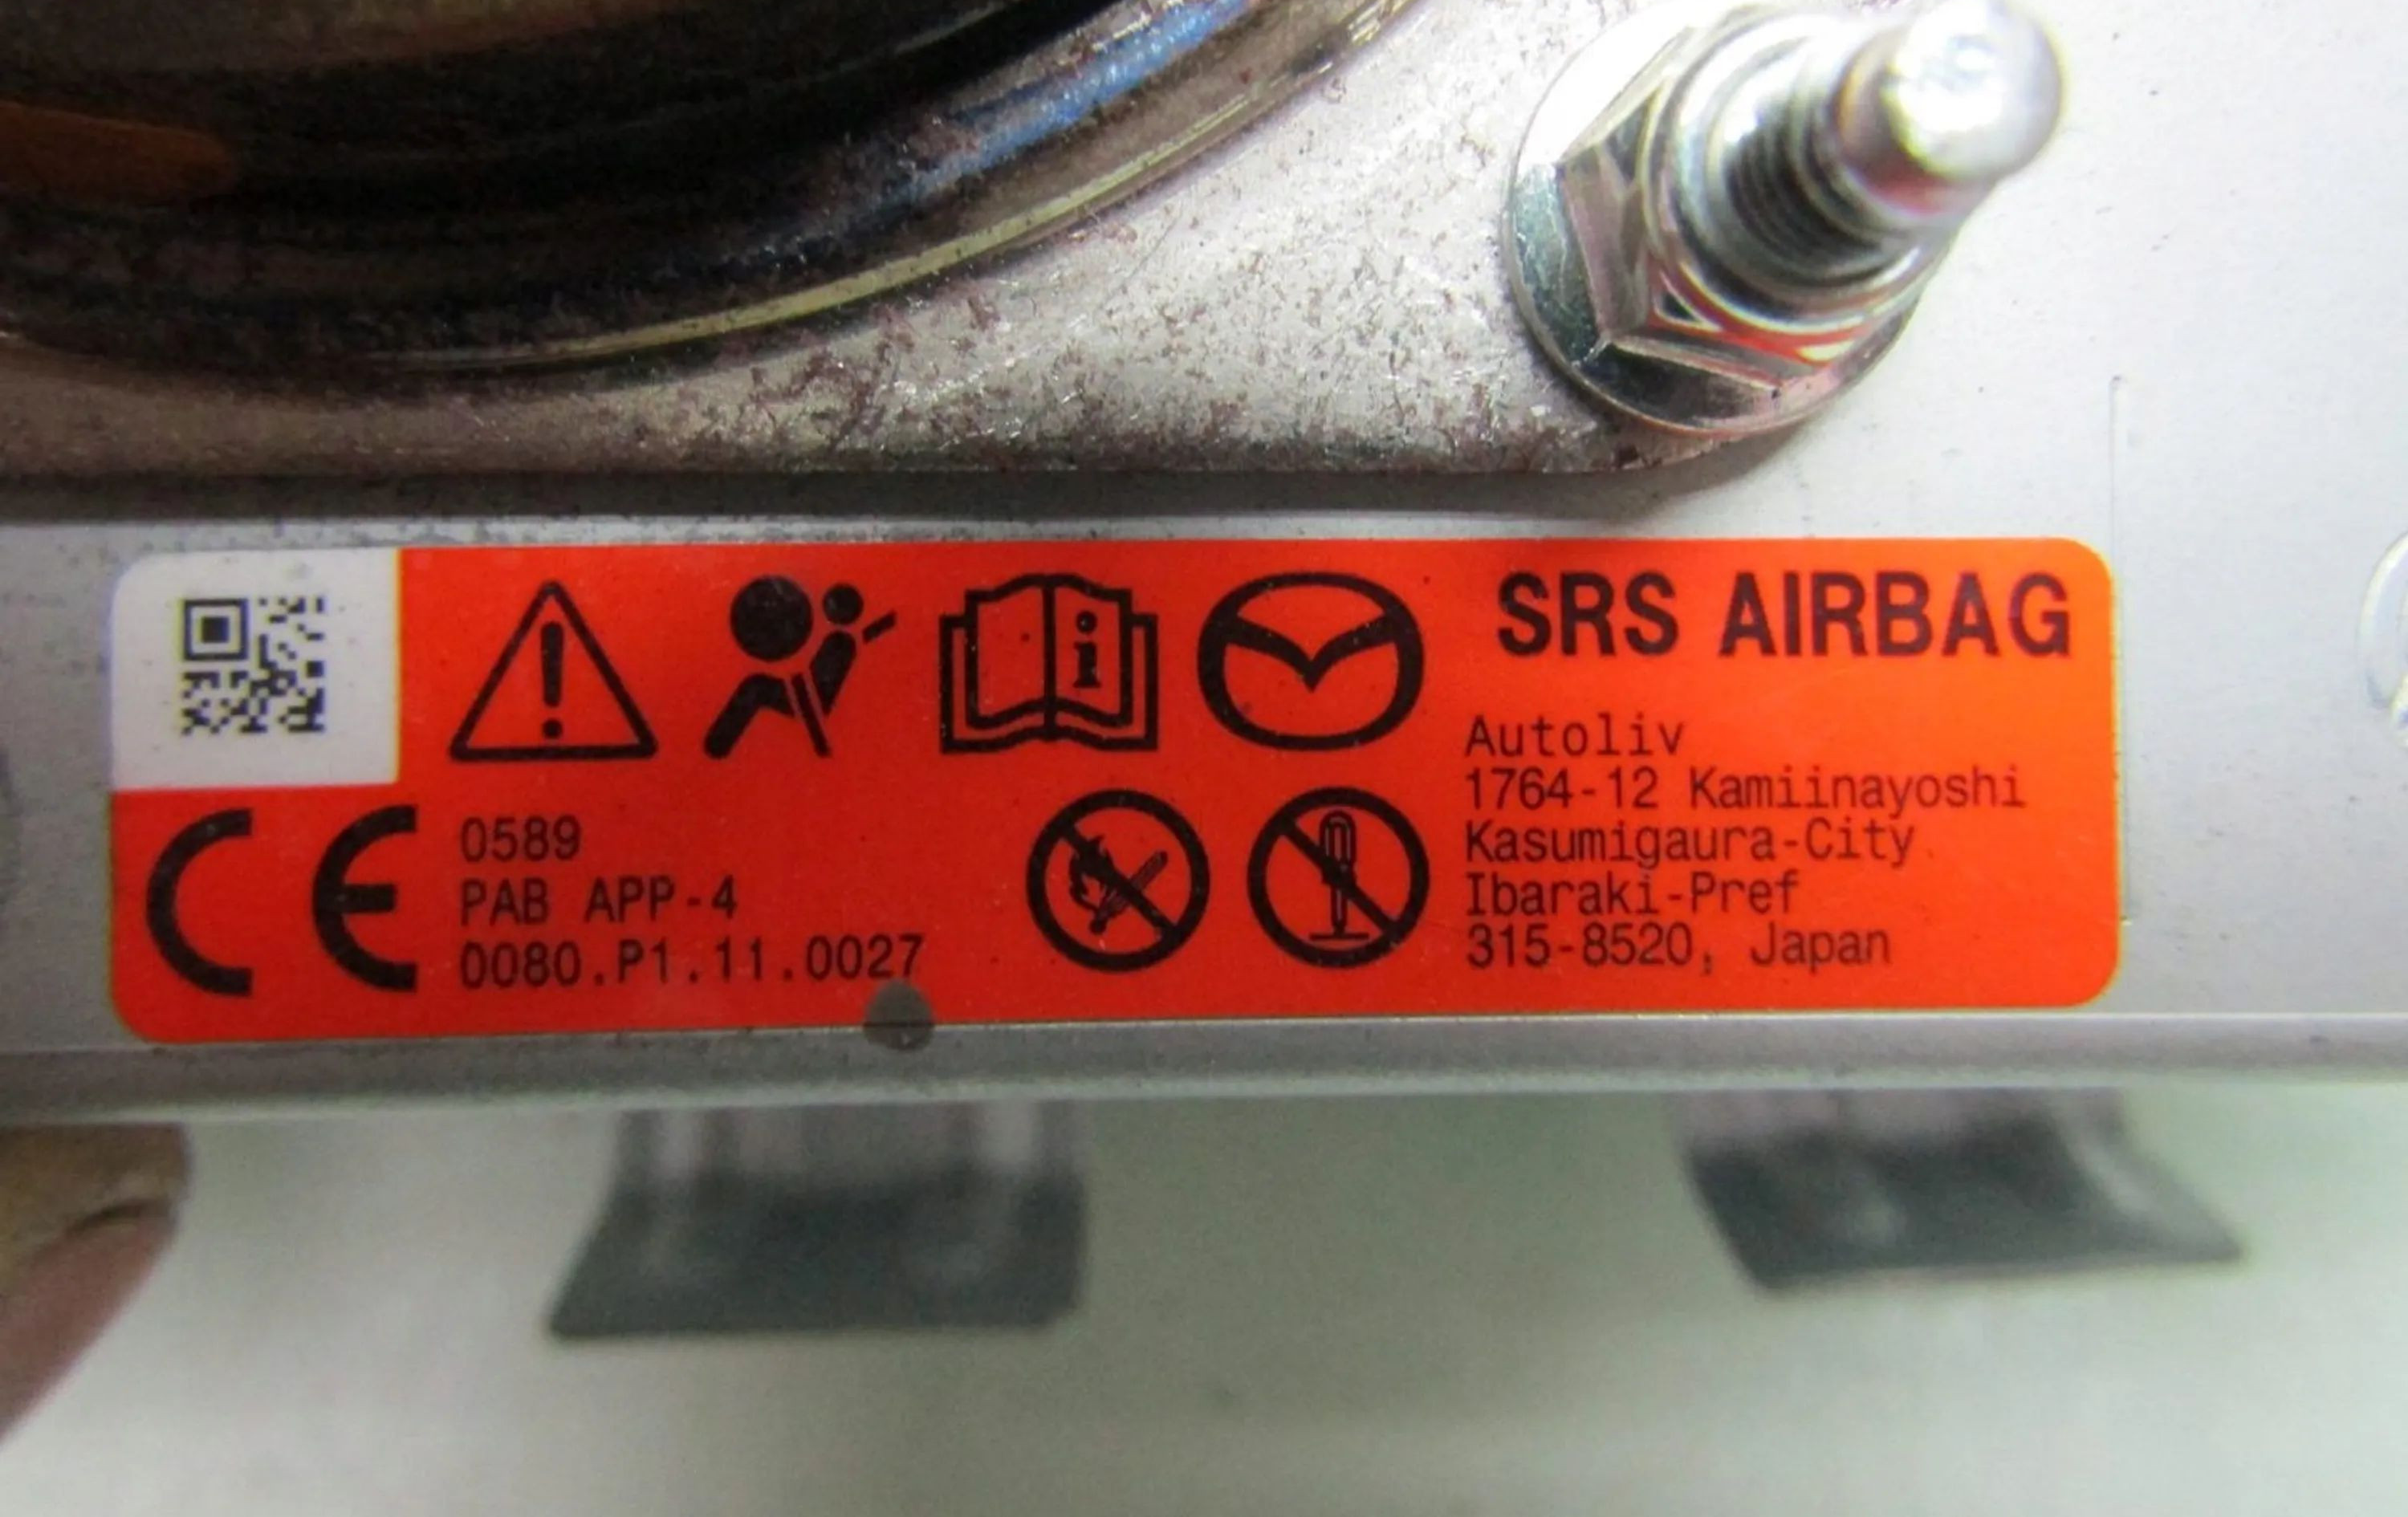 SRS AIRBAG
Autoliv
1764-12 Kamiinayoshi
Kasumigaura-City
Ibaraki-Pref
315-8520, Japan
CE
0589
PAB APP-4
0080.P1.11.0027